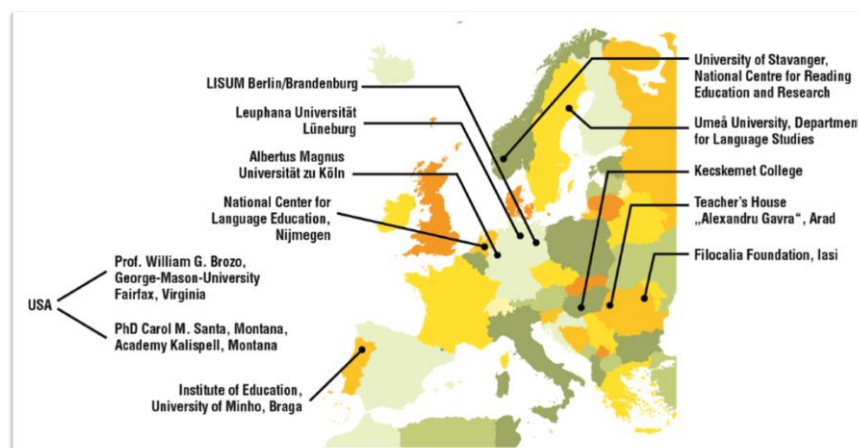 LISUM Berlin/Brandenburg
Leuphana Universität
Lüneburg
Albertus Magnus
Universität zu Köln
National Center for
Language Education,
Nijmegen
Prof. William G. Brozo,
George-Mason-University
Fairfax, Virginia
USA
PhD Carol M. Santa, Montana,
Academy Kalispell, Montana
Institute of Education,
University of Minho, Braga
University of Stavanger,
National Centre for Reading
Education and Research
Umeå University, Department
for Language Studies
Kecskemet College
Teacher's House
„Alexandru Gavra“, Arad
Filocalia Foundation, Iasi